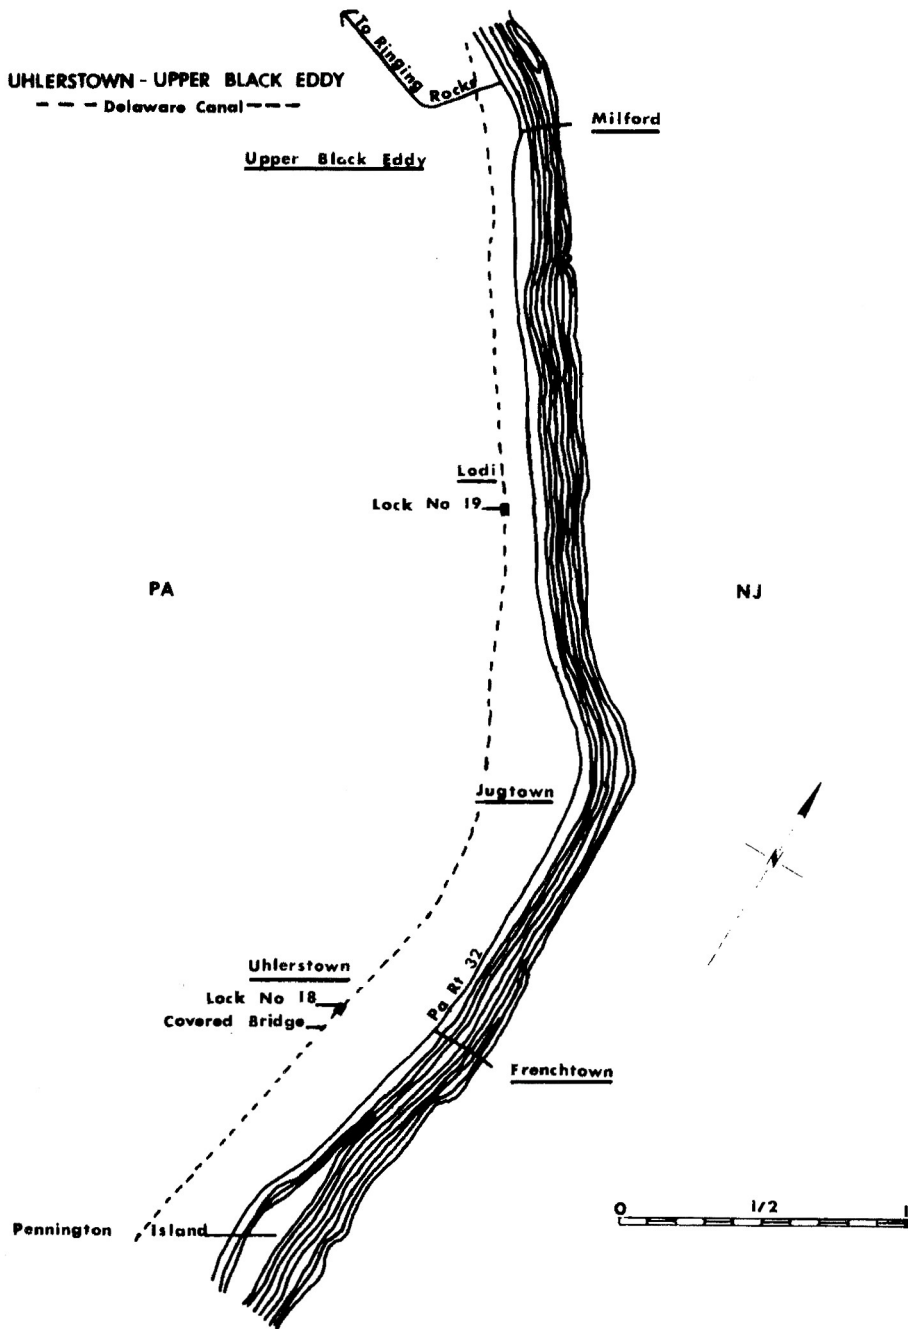 To Ringing Rocks
UHLERSTOWN - UPPER BLACK EDDY
--- Delaware Canal ---
Milford
Upper Black Eddy
Lodi
Lock No 19
PA
NJ
Jugtown
N
Uhlerstown
Lock No 18
Covered Bridge
Pa Rt 32
Frenchtown
Pennington Island
0 1/2 1